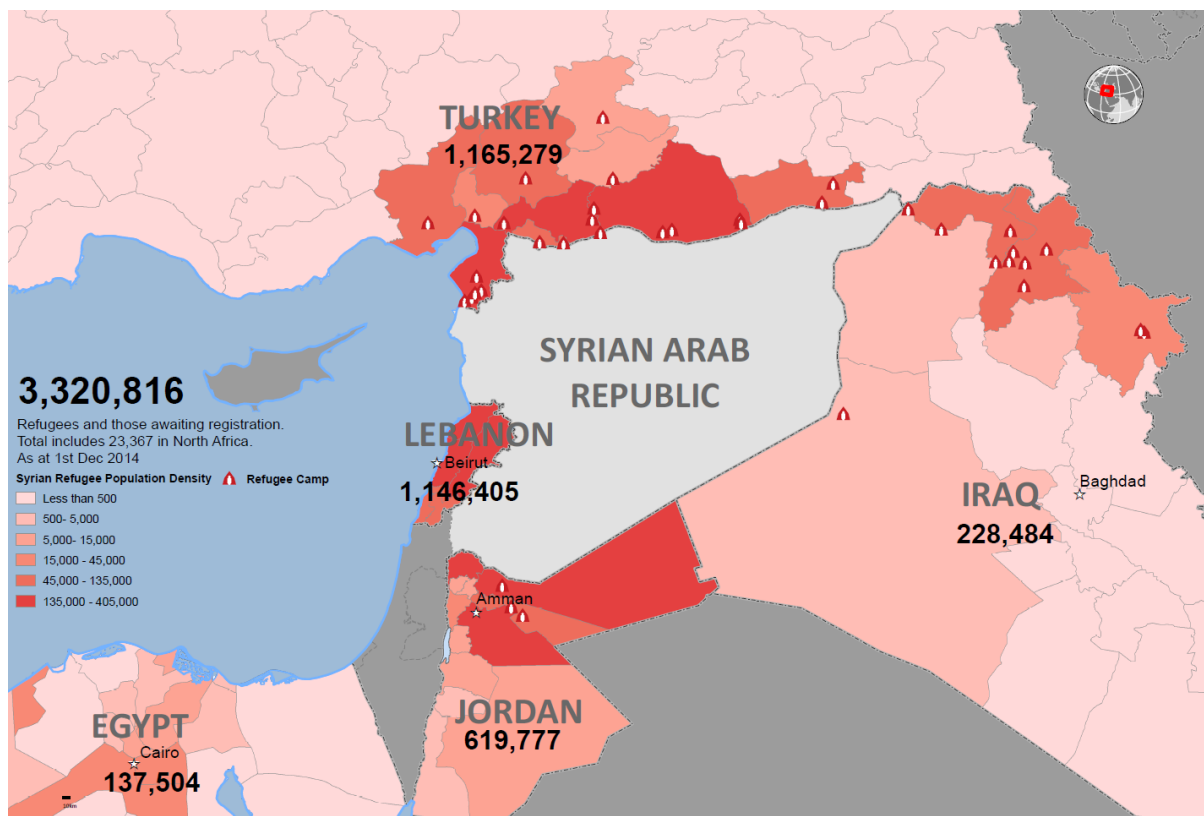 TURKEY
1,165,279
SYRIAN ARAB
REPUBLIC
3,320,816
Refugees and those awaiting registration.
Total includes 23,367 in North Africa.
As at 1st Dec 2014
Syrian Refugee Population Density Refugee Camp
Less than 500
500- 5,000
5,000- 15,000
15,000 - 45,000
45,000 - 135,000
135,000 - 405,000
LEBANON
Beirut
1,146,405
IRAQ
Baghdad
228,484
Amman
JORDAN
619,777
EGYPT
Cairo
137,504